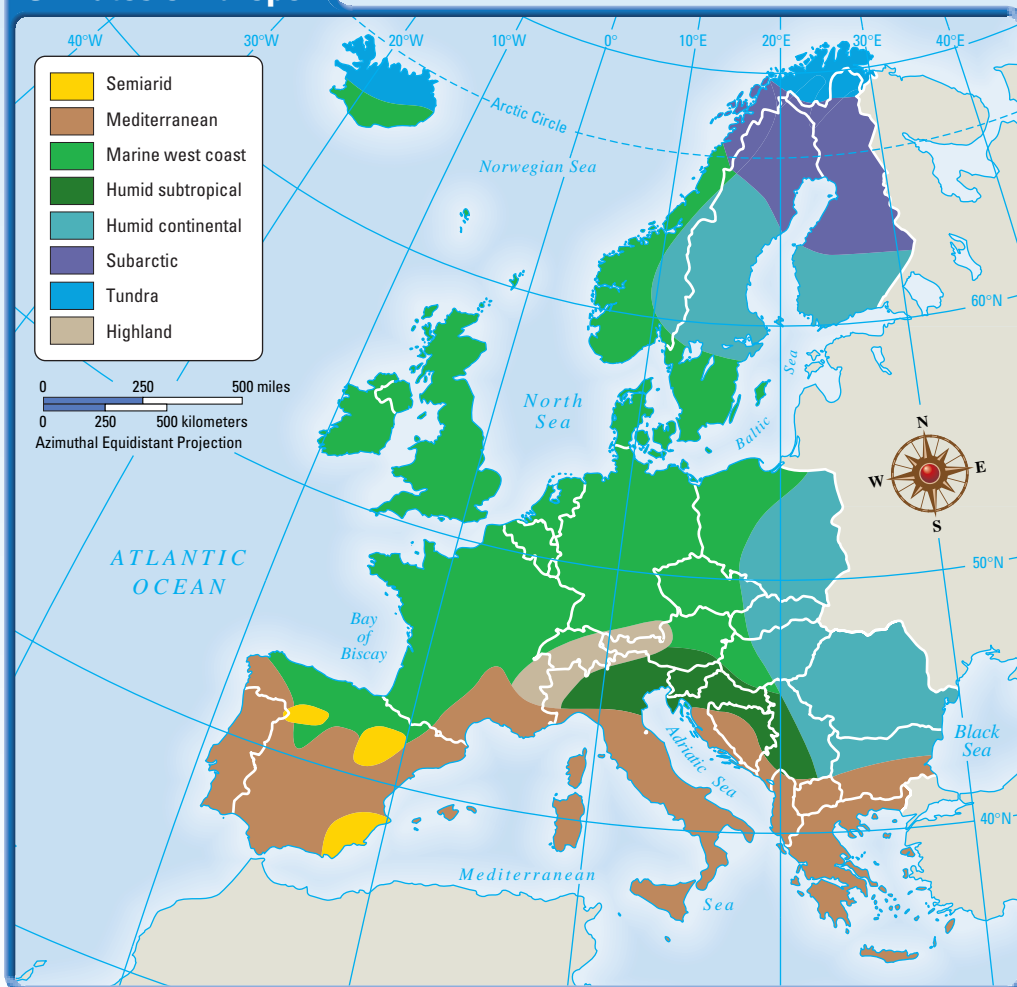 40°W
30°W
20°W
10°W
0°
10°E
20°E
30°E
40°E
Semiarid
Mediterranean
Marine west coast
Humid subtropical
Humid continental
Subarctic
Tundra
Highland
0 250 500 miles
0 250 500 kilometers
Azimuthal Equidistant Projection
Arctic Circle
Norwegian Sea
60°N
North
Sea
Baltic
Sea
N
W
E
S
ATLANTIC
OCEAN
50°N
Bay
of
Biscay
Adriatic Sea
Black
Sea
40°N
Mediterranean
Sea